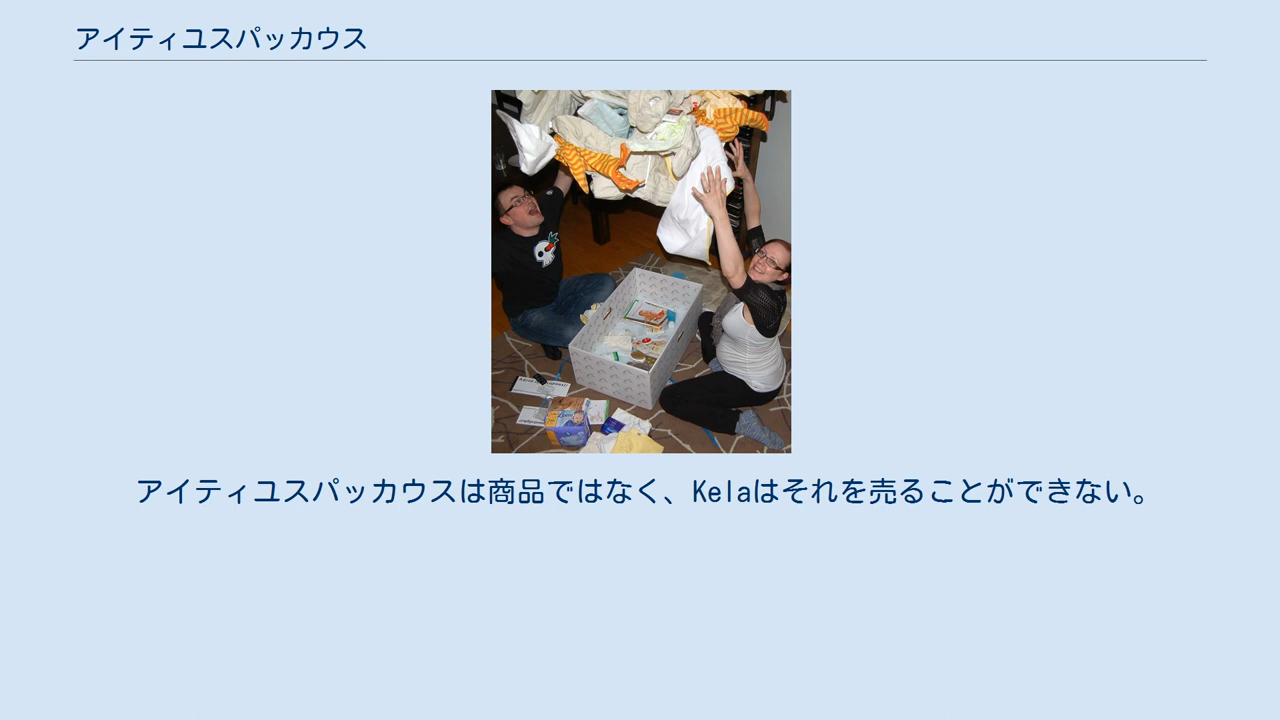 アイティユスパッカウス
アイティユスパッカウスは商品ではなく、Kelaはそれを売ることができない。